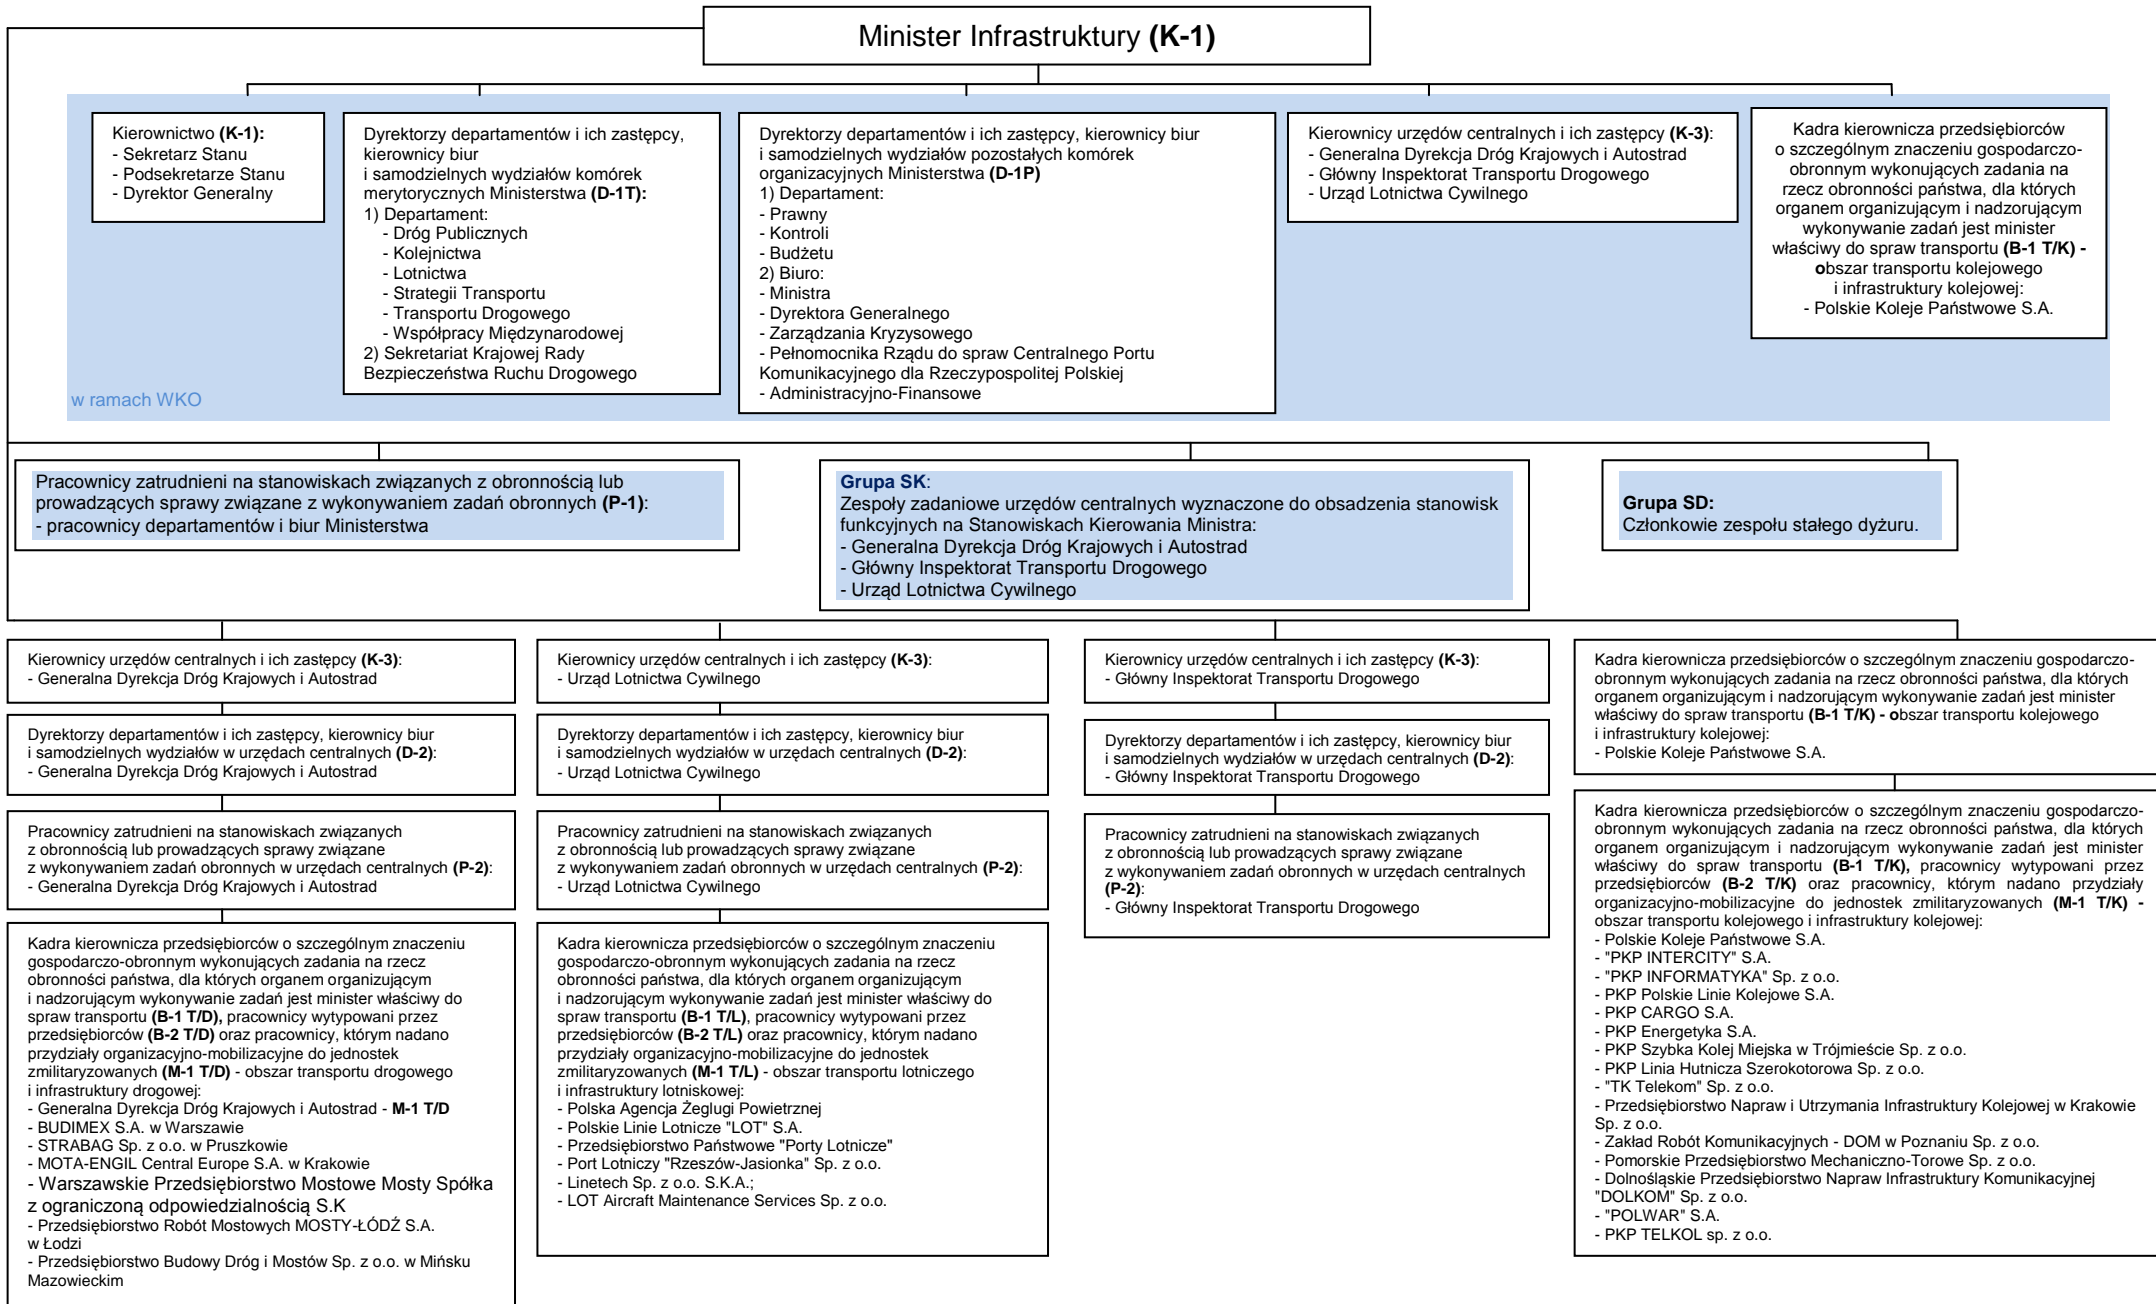 Minister Infrastruktury (K-1)
Kierownictwo (K-1):
- Sekretarz Stanu
- Podsekretarze Stanu
- Dyrektor Generalny
Dyrektorzy departamentów i ich zastępcy,
kierownicy biur
i samodzielnych wydziałów komórek
merytorycznych Ministerstwa (D-1T):
1) Departament:
- Dróg Publicznych
- Kolejnictwa
- Lotnictwa
- Strategii Transportu
- Transportu Drogowego
- Współpracy Międzynarodowej
2) Sekretariat Krajowej Rady
Bezpieczeństwa Ruchu Drogowego
Dyrektorzy departamentów i ich zastępcy, kierownicy biur
i samodzielnych wydziałów pozostałych komórek
organizacyjnych Ministerstwa (D-1P)
1) Departament:
- Prawny
- Kontroli
- Budżetu
2) Biuro:
- Ministra
- Dyrektora Generalnego
- Zarządzania Kryzysowego
- Pełnomocnika Rządu do spraw Centralnego Portu
Komunikacyjnego dla Rzeczypospolitej Polskiej
- Administracyjno-Finansowe
Kierownicy urzędów centralnych i ich zastępcy (K-3):
- Generalna Dyrekcja Dróg Krajowych i Autostrad
- Główny Inspektorat Transportu Drogowego
- Urząd Lotnictwa Cywilnego
Kadra kierownicza przedsiębiorców
o szczególnym znaczeniu gospodarczo-
obronnym wykonujących zadania na
rzecz obronności państwa, dla których
organem organizującym i nadzorującym
wykonywanie zadań jest minister
właściwy do spraw transportu (B-1 T/K) -
obszar transportu kolejowego
i infrastruktury kolejowej:
- Polskie Koleje Państwowe S.A.
w ramach WKO
Pracownicy zatrudnieni na stanowiskach związanych z obronnością lub
prowadzących sprawy związane z wykonywaniem zadań obronnych (P-1):
- pracownicy departamentów i biur Ministerstwa
Grupa SK:
Zespoły zadaniowe urzędów centralnych wyznaczone do obsadzenia stanowisk
funkcyjnych na Stanowiskach Kierowania Ministra:
- Generalna Dyrekcja Dróg Krajowych i Autostrad
- Główny Inspektorat Transportu Drogowego
- Urząd Lotnictwa Cywilnego
Grupa SD:
Członkowie zespołu stałego dyżuru.
Kierownicy urzędów centralnych i ich zastępcy (K-3):
- Generalna Dyrekcja Dróg Krajowych i Autostrad
Dyrektorzy departamentów i ich zastępcy, kierownicy biur
i samodzielnych wydziałów w urzędach centralnych (D-2):
- Generalna Dyrekcja Dróg Krajowych i Autostrad
Pracownicy zatrudnieni na stanowiskach związanych
z obronnością lub prowadzących sprawy związane
z wykonywaniem zadań obronnych w urzędach centralnych (P-2):
- Generalna Dyrekcja Dróg Krajowych i Autostrad
Kadra kierownicza przedsiębiorców o szczególnym znaczeniu
gospodarczo-obronnym wykonujących zadania na rzecz
obronności państwa, dla których organem organizującym
i nadzorującym wykonywanie zadań jest minister właściwy do
spraw transportu (B-1 T/D), pracownicy wytypowani przez
przedsiębiorców (B-2 T/D) oraz pracownicy, którym nadano
przydziały organizacyjno-mobilizacyjne do jednostek
zmilitaryzowanych (M-1 T/D) - obszar transportu drogowego
i infrastruktury drogowej:
- Generalna Dyrekcja Dróg Krajowych i Autostrad - M-1 T/D
- BUDIMEX S.A. w Warszawie
- STRABAG Sp. z o.o. w Pruszkowie
- MOTA-ENGIL Central Europe S.A. w Krakowie
- Warszawskie Przedsiębiorstwo Mostowe Mosty Spółka
z ograniczoną odpowiedzialnością S.K
- Przedsiębiorstwo Robót Mostowych MOSTY-ŁÓDŹ S.A.
w Łodzi
- Przedsiębiorstwo Budowy Dróg i Mostów Sp. z o.o. w Mińsku
Mazowieckim
Kierownicy urzędów centralnych i ich zastępcy (K-3):
- Urząd Lotnictwa Cywilnego
Dyrektorzy departamentów i ich zastępcy, kierownicy biur
i samodzielnych wydziałów w urzędach centralnych (D-2):
- Urząd Lotnictwa Cywilnego
Pracownicy zatrudnieni na stanowiskach związanych
z obronnością lub prowadzących sprawy związane
z wykonywaniem zadań obronnych w urzędach centralnych (P-2):
- Urząd Lotnictwa Cywilnego
Kadra kierownicza przedsiębiorców o szczególnym znaczeniu
gospodarczo-obronnym wykonujących zadania na rzecz
obronności państwa, dla których organem organizującym
i nadzorującym wykonywanie zadań jest minister właściwy do
spraw transportu (B-1 T/L), pracownicy wytypowani przez
przedsiębiorców (B-2 T/L) oraz pracownicy, którym nadano
przydziały organizacyjno-mobilizacyjne do jednostek
zmilitaryzowanych (M-1 T/L) - obszar transportu lotniczego
i infrastruktury lotniskowej:
- Polska Agencja Żeglugi Powietrznej
- Polskie Linie Lotnicze "LOT" S.A.
- Przedsiębiorstwo Państwowe "Porty Lotnicze"
- Port Lotniczy "Rzeszów-Jasionka" Sp. z o.o.
- Linetech Sp. z o.o. S.K.A.;
- LOT Aircraft Maintenance Services Sp. z o.o.
Kierownicy urzędów centralnych i ich zastępcy (K-3):
- Główny Inspektorat Transportu Drogowego
Dyrektorzy departamentów i ich zastępcy, kierownicy biur
i samodzielnych wydziałów w urzędach centralnych (D-2):
- Główny Inspektorat Transportu Drogowego
Pracownicy zatrudnieni na stanowiskach związanych
z obronnością lub prowadzących sprawy związane
z wykonywaniem zadań obronnych w urzędach centralnych
(P-2):
- Główny Inspektorat Transportu Drogowego
Kadra kierownicza przedsiębiorców o szczególnym znaczeniu gospodarczo-
obronnym wykonujących zadania na rzecz obronności państwa, dla których
organem organizującym i nadzorującym wykonywanie zadań jest minister
właściwy do spraw transportu (B-1 T/K) - obszar transportu kolejowego
i infrastruktury kolejowej:
- Polskie Koleje Państwowe S.A.
Kadra kierownicza przedsiębiorców o szczególnym znaczeniu gospodarczo-
obronnym wykonujących zadania na rzecz obronności państwa, dla których
organem organizującym i nadzorującym wykonywanie zadań jest minister
właściwy do spraw transportu (B-1 T/K), pracownicy wytypowani przez
przedsiębiorców (B-2 T/K) oraz pracownicy, którym nadano przydziały
organizacyjno-mobilizacyjne do jednostek zmilitaryzowanych (M-1 T/K) -
obszar transportu kolejowego i infrastruktury kolejowej:
- Polskie Koleje Państwowe S.A.
- "PKP INTERCITY" S.A.
- "PKP INFORMATYKA" Sp. z o.o.
- PKP Polskie Linie Kolejowe S.A.
- PKP CARGO S.A.
- PKP Energetyka S.A.
- PKP Szybka Kolej Miejska w Trójmieście Sp. z o.o.
- PKP Linia Hutnicza Szerokotorowa Sp. z o.o.
- "TK Telekom" Sp. z o.o.
- Przedsiębiorstwo Napraw i Utrzymania Infrastruktury Kolejowej w Krakowie
Sp. z o.o.
- Zakład Robót Komunikacyjnych - DOM w Poznaniu Sp. z o.o.
- Pomorskie Przedsiębiorstwo Mechaniczno-Torowe Sp. z o.o.
- Dolnośląskie Przedsiębiorstwo Napraw Infrastruktury Komunikacyjnej
"DOLKOM" Sp. z o.o.
- "POLWAR" S.A.
- PKP TELKOL sp. z o.o.